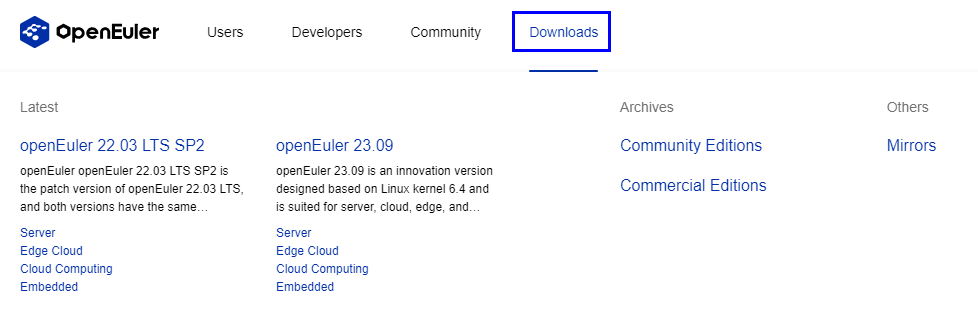 OpenEuler
Users
Developers
Community
Downloads
Latest
openEuler 22.03 LTS SP2
openEuler openEuler 22.03 LTS SP2 is
the patch version of openEuler 22.03 LTS,
and both versions have the same…
Server
Edge Cloud
Cloud Computing
Embedded
openEuler 23.09
openEuler 23.09 is an innovation version
designed based on Linux kernel 6.4 and
is suited for server, cloud, edge, and…
Server
Edge Cloud
Cloud Computing
Embedded
Archives
Community Editions
Commercial Editions
Others
Mirrors